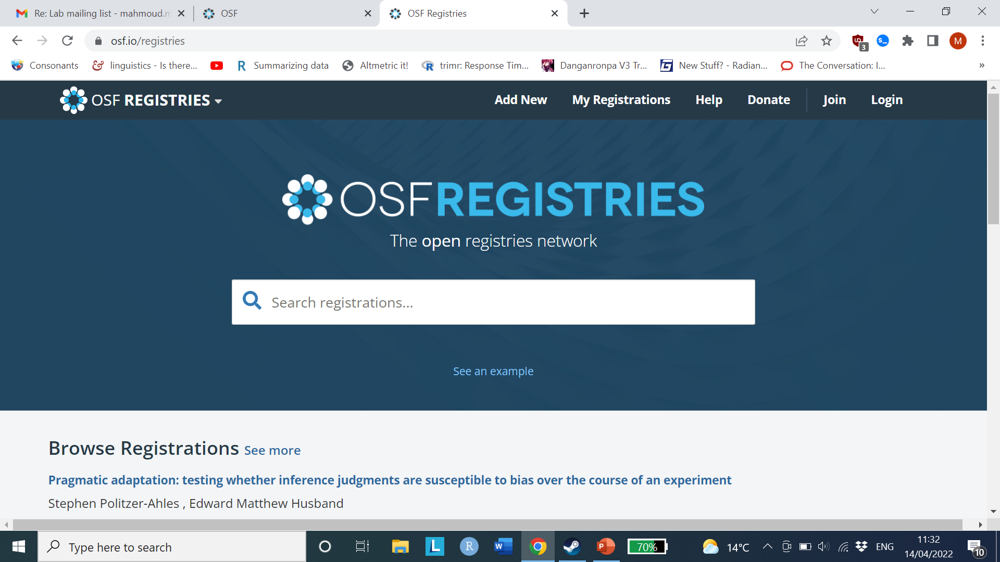 Re: Lab mailing list - mahmoud.m
OSF
OSF Registries
osf.io/registries
3
S_
M
Consonants
linguistics - Is there...
R
Summarizing data
Altmetric it!
trimr: Response Tim...
Danganronpa V3 Tr...
New Stuff? - Radian...
The Conversation: I...
»
OSF REGISTRIES
Add New
My Registrations
Help
Donate
Join
Login
OSFREGISTRIES
The open registries network
Search registrations...
See an example
Browse Registrations See more
Pragmatic adaptation: testing whether inference judgments are susceptible to bias over the course of an experiment
Stephen Politzer-Ahles , Edward Matthew Husband
Type here to search
L
R
W
P
70%
14°C
ENG
11:32
14/04/2022
10